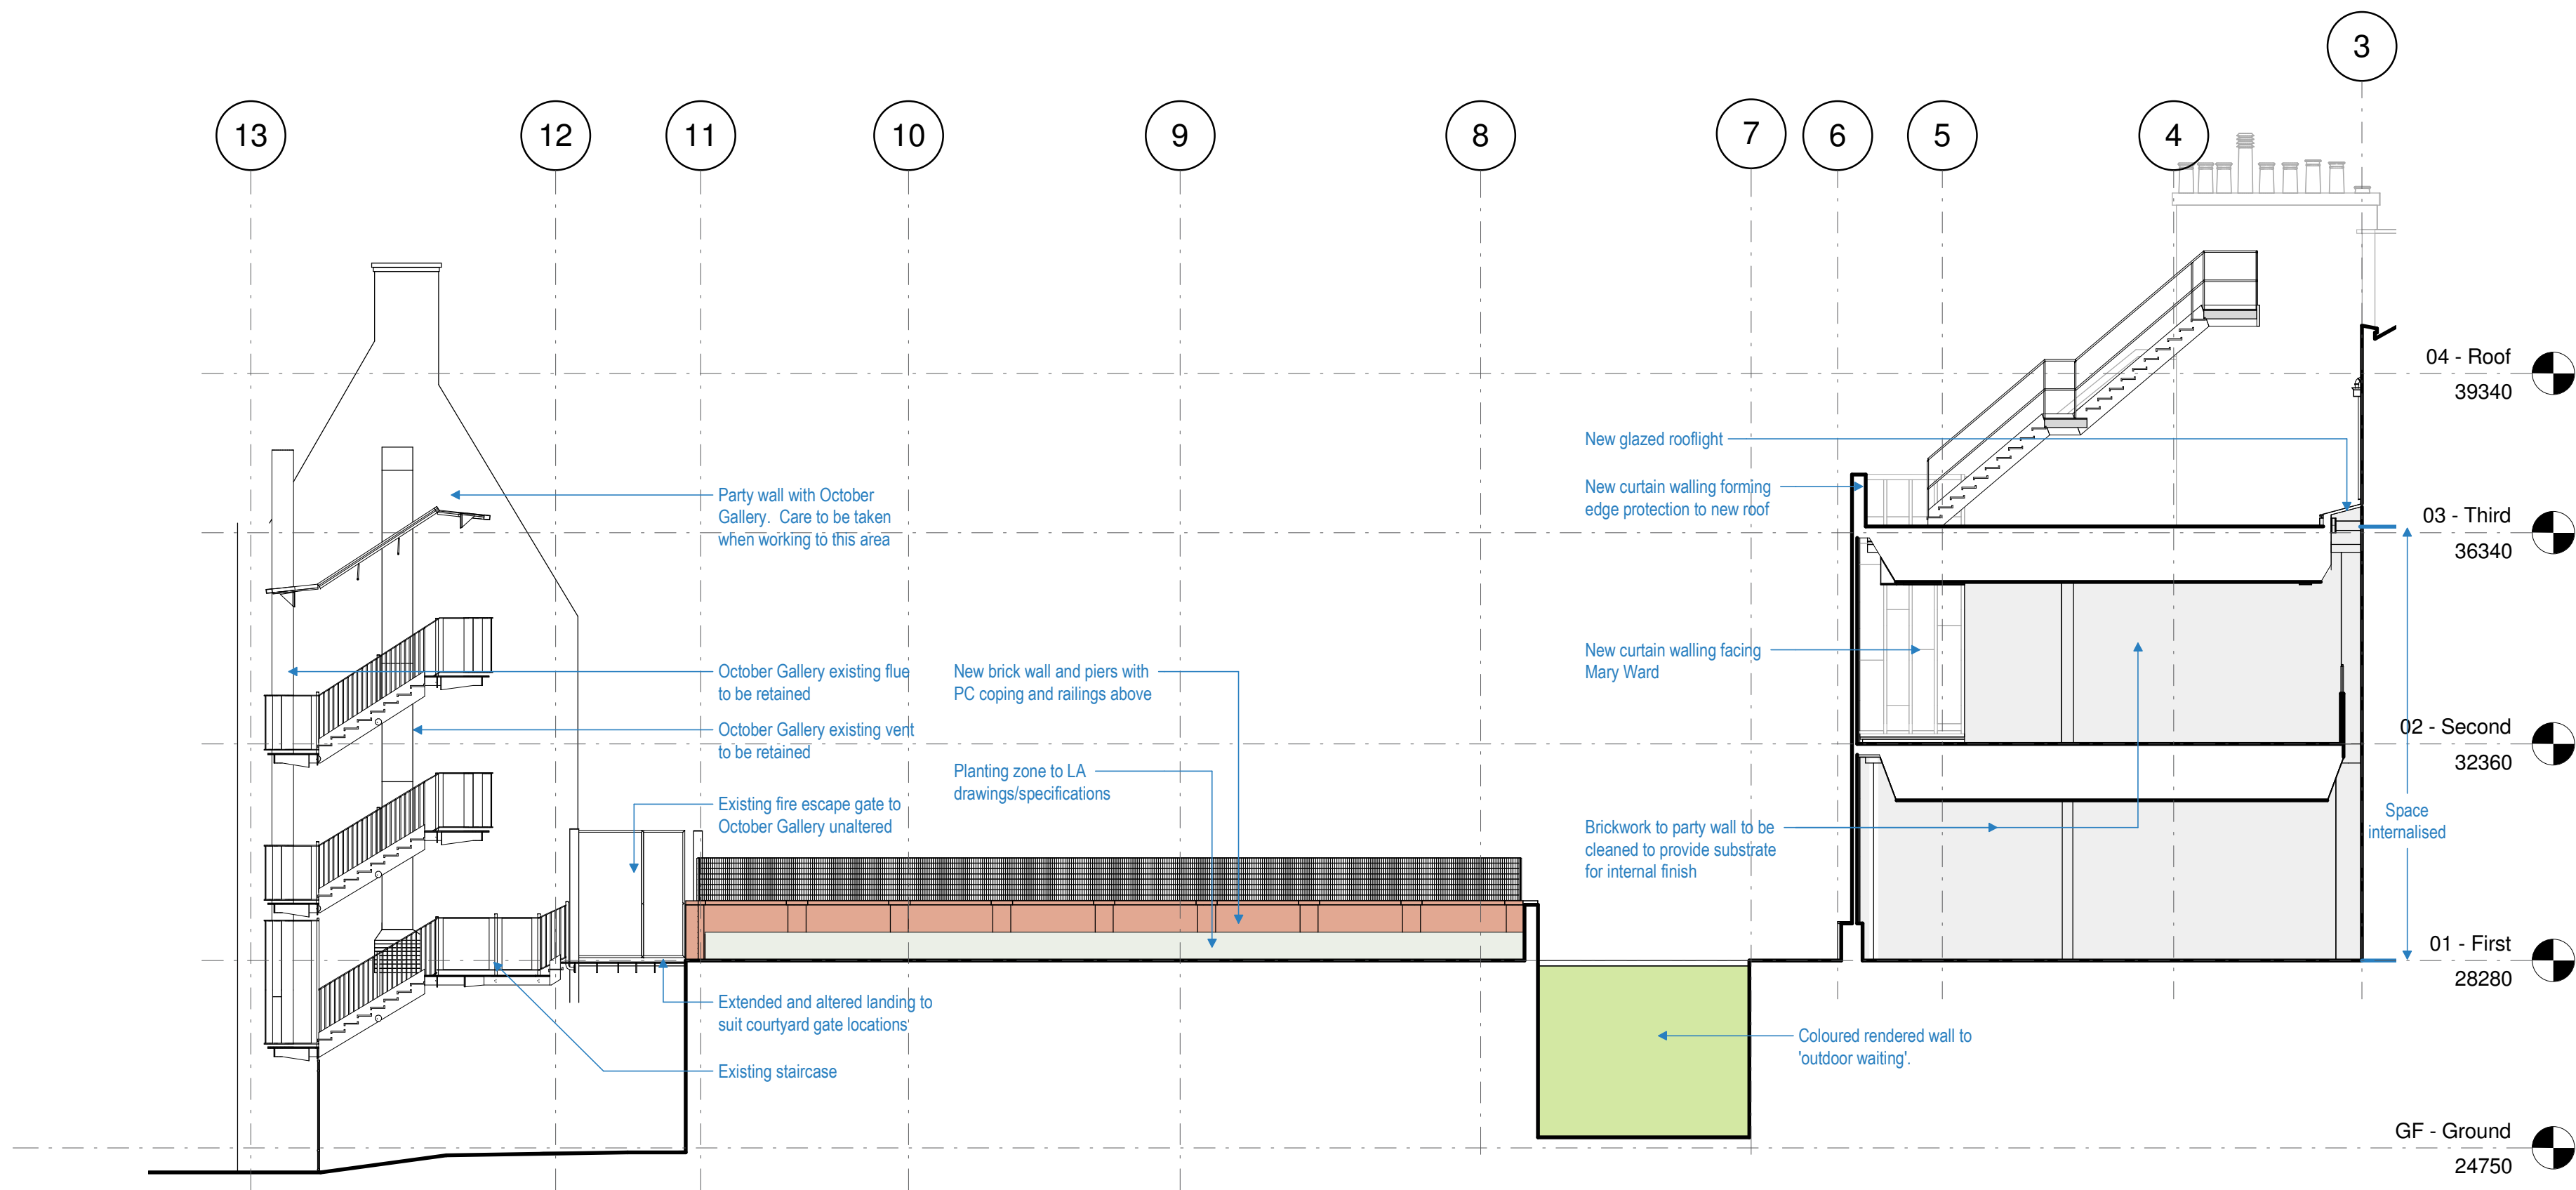 3
13
12
11
10
9
8
7
6
5
4
04 - Roof
39340
New glazed rooflight
New curtain walling forming
edge protection to new roof
Party wall with October
Gallery.  Care to be taken
when working to this area
03 - Third
36340
New curtain walling facing
Mary Ward
October Gallery existing flue
to be retained
New brick wall and piers with
PC coping and railings above
October Gallery existing vent
to be retained
02 - Second
32360
Planting zone to LA
drawings/specifications
Existing fire escape gate to
October Gallery unaltered
Brickwork to party wall to be
cleaned to provide substrate
for internal finish
Space
internalised
01 - First
28280
Extended and altered landing to
suit courtyard gate locations
Coloured rendered wall to
'outdoor waiting'.
Existing staircase
GF - Ground
24750